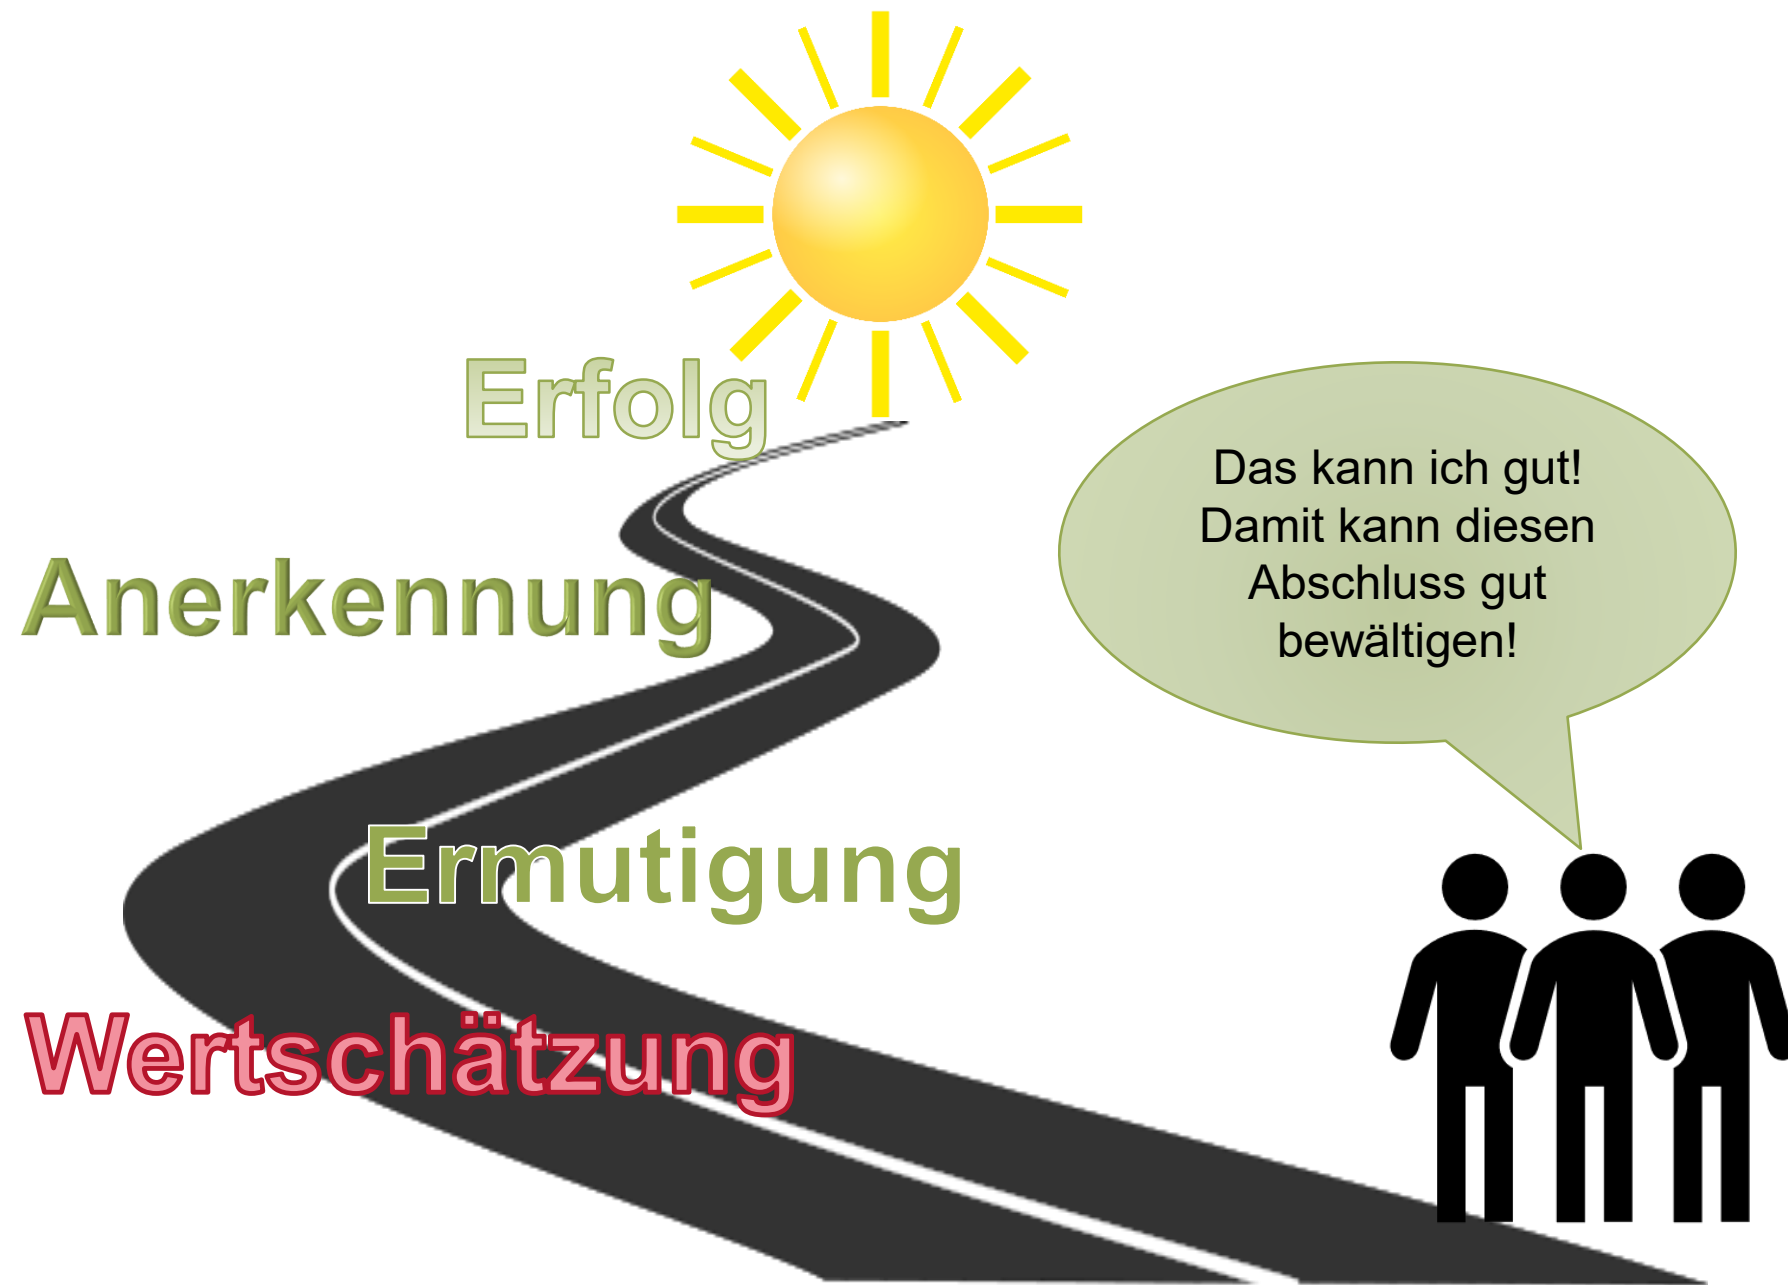 Erfolg
Das kann ich gut!
Damit kann diesen
Abschluss gut
bewältigen!
Anerkennung
Ermutigung
Wertschätzung